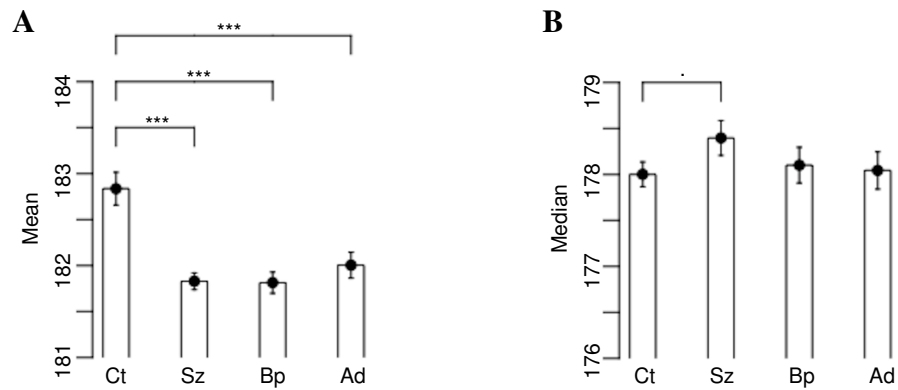 A
***
***
***
184
183
182
181
Mean
Ct Sz Bp Ad
B
.
179
178
177
176
Median
Ct Sz Bp Ad